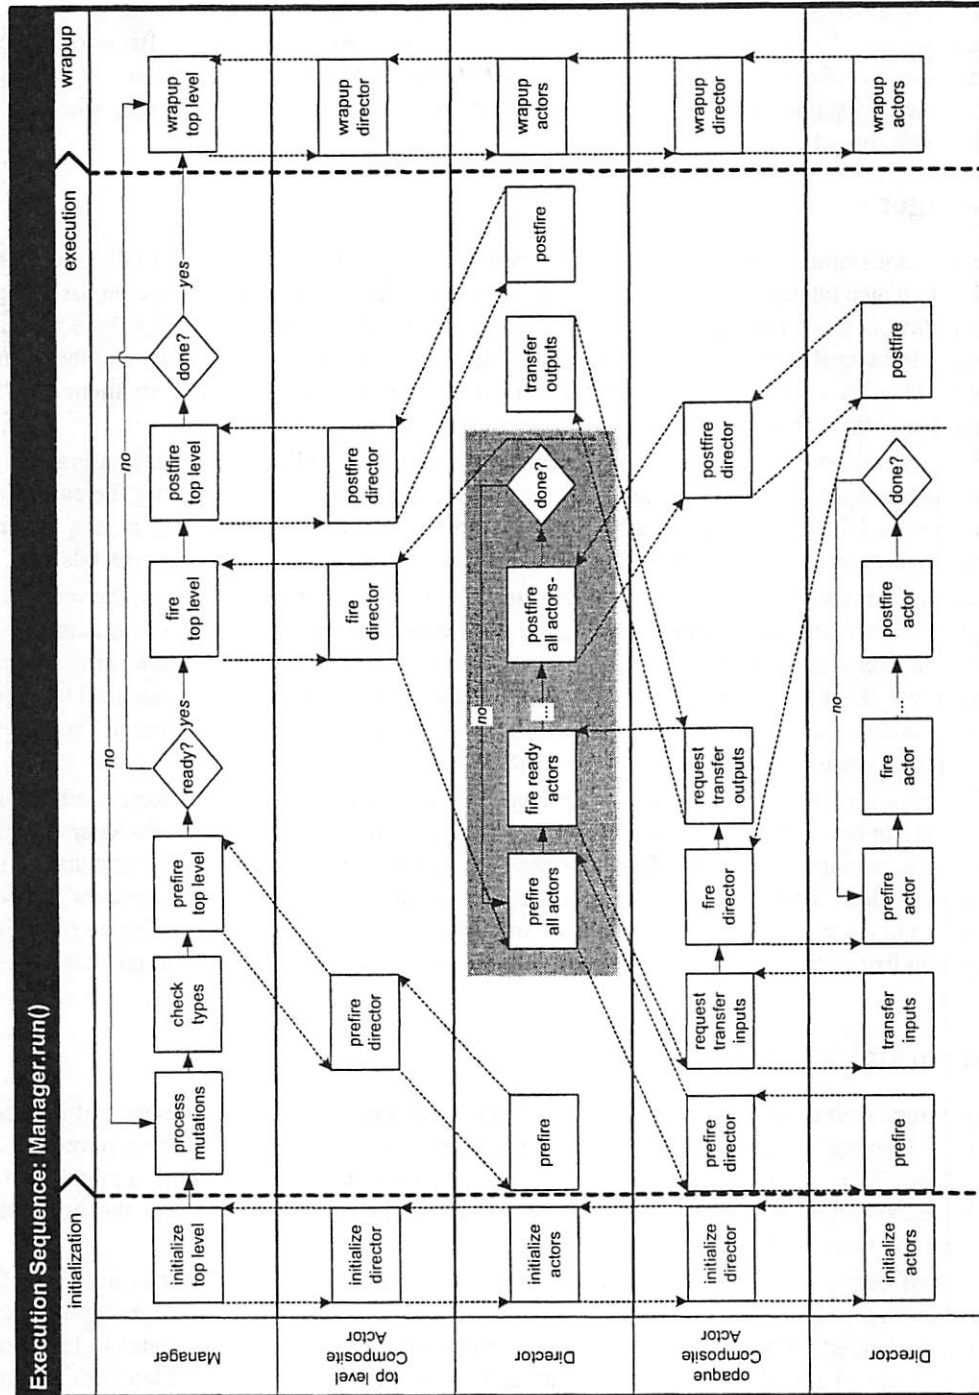 Execution Sequence: Manager.run()
initialization
execution
wrapup
Manager
initialize
top level
process
mutations
check
types
prefire
top level
ready?
yes
no
fire
top level
postfire
top level
done?
yes
no
wrapup
top level
top level
Composite
Actor
initialize
director
prefire
director
fire
director
postfire
director
wrapup
director
Director
initialize
actors
prefire
prefire
all actors
fire ready
actors
...
postfire
all actors-
done?
no
transfer
outputs
postfire
wrapup
actors
opaque
Composite
Actor
initialize
director
prefire
director
request
transfer
inputs
fire
director
request
transfer
outputs
postfire
director
wrapup
director
Director
initialize
actors
prefire
transfer
inputs
prefire
actor
fire
actor
...
postfire
actor
done?
no
postfire
wrapup
actors